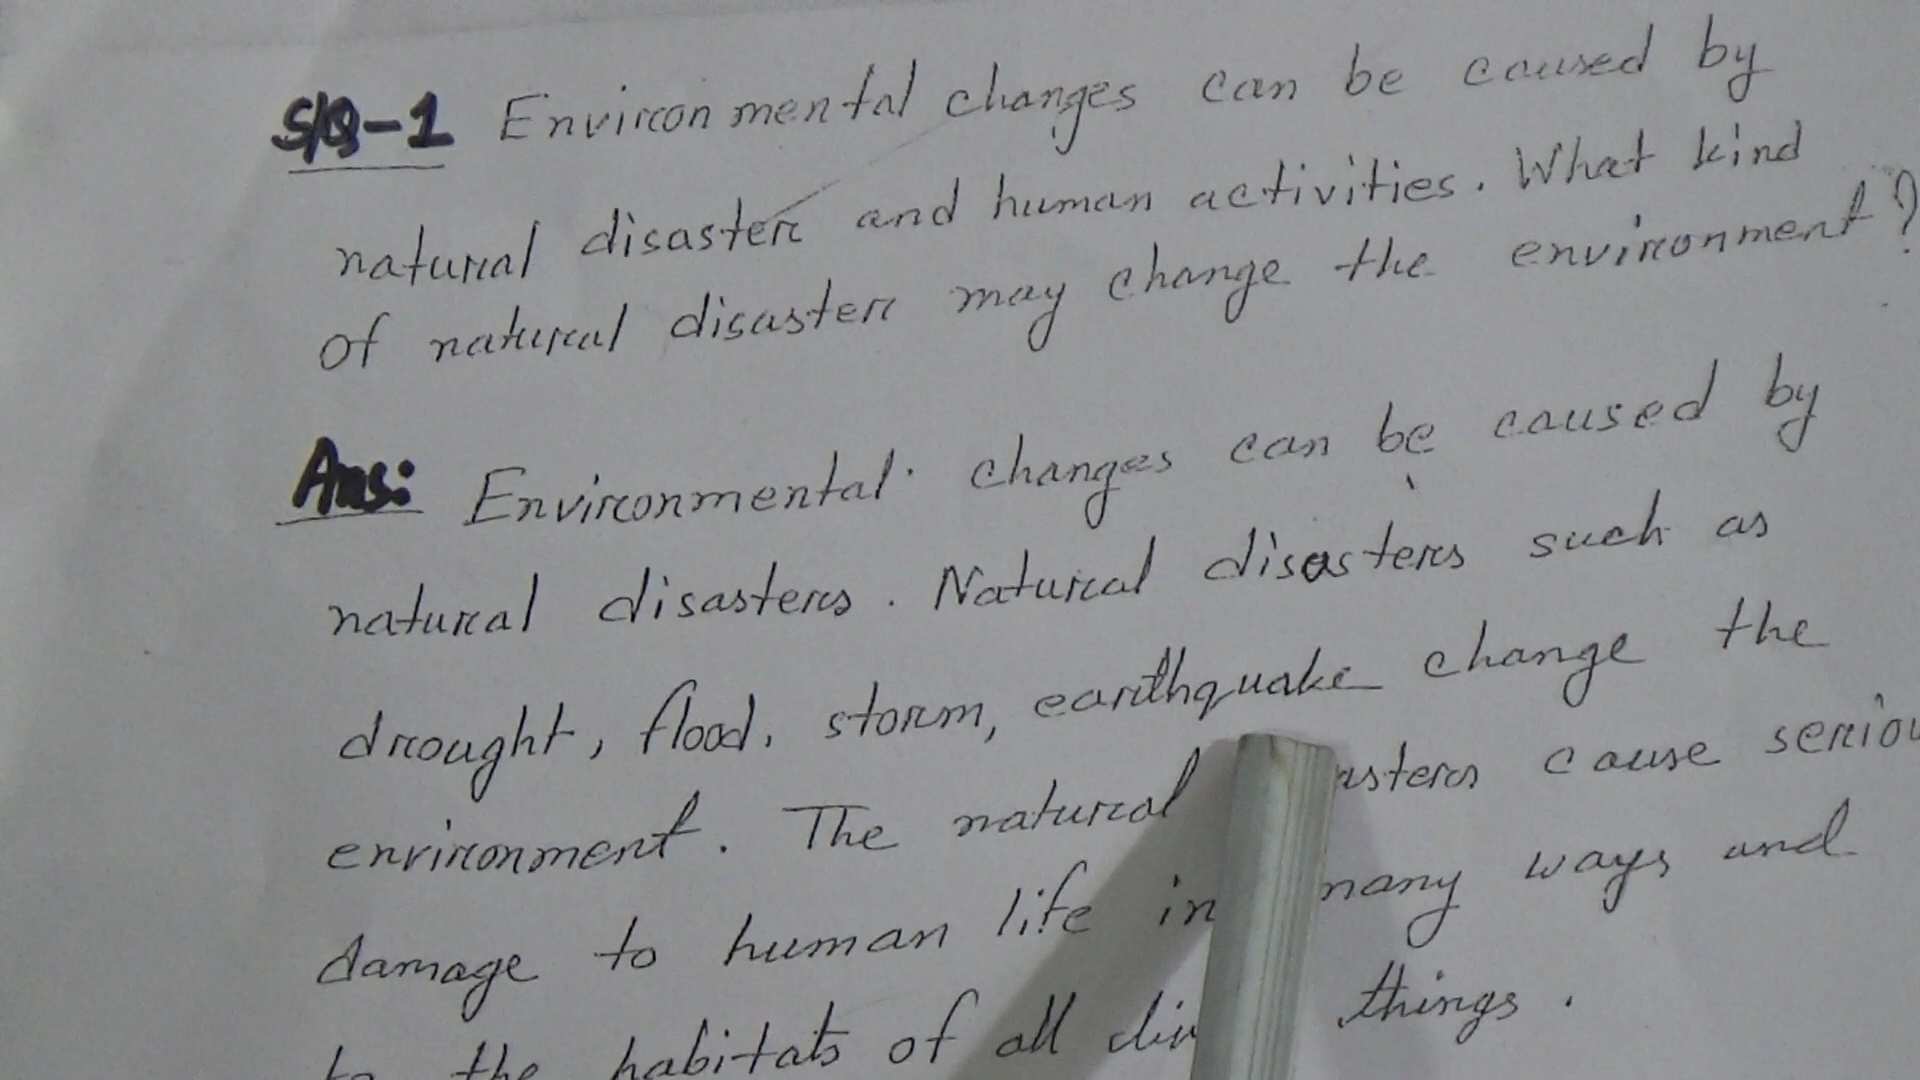 S/Q-1 Environmental changes can be caused by
natural disaster and human activities. What kind
of natural disaster may change the environment?
Ans: Environmental changes can be caused by
natural disasters. Natural disasters such as
drought, flood, storm, earthquake change the
environment. The natural asters cause seriou
damage to human life in many ways and
to the habitats of all liv things.